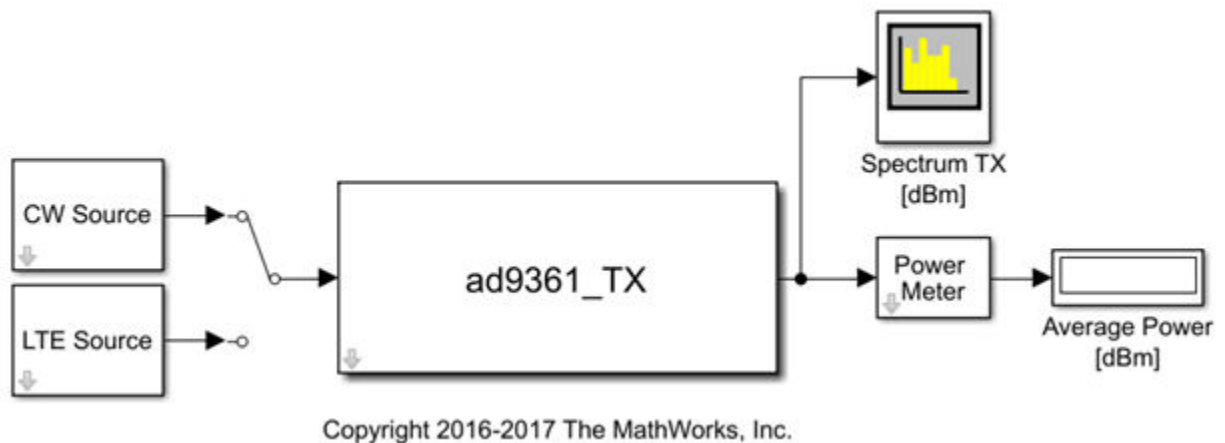 Spectrum TX
[dBm]
CW Source
ad9361_TX
Power
Meter
LTE Source
Average Power
[dBm]
Copyright 2016-2017 The MathWorks, Inc.